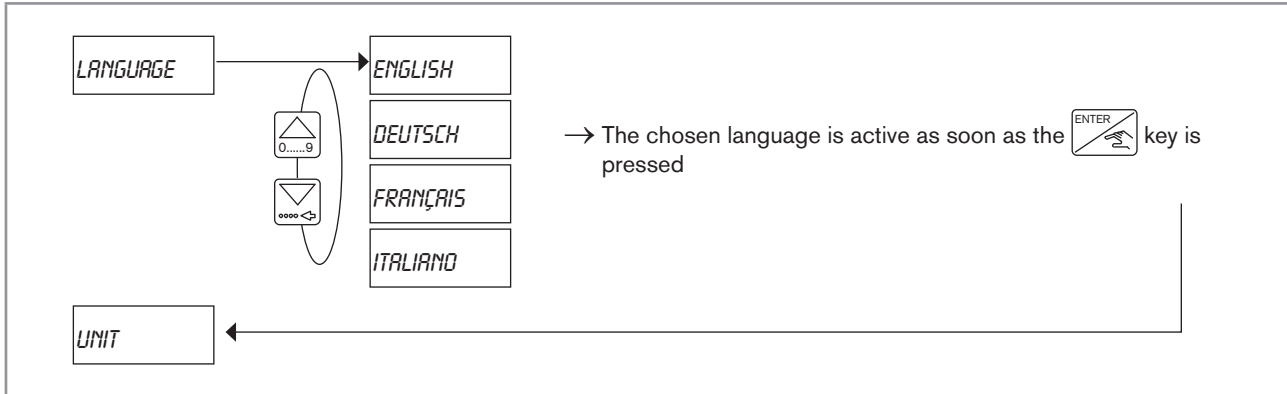 LANGUAGE
ENGLISH
0......9
DEUTSCH
→ The chosen language is active as soon as the ENTER key is
pressed
FRANÇAIS
ITALIANO
UNIT